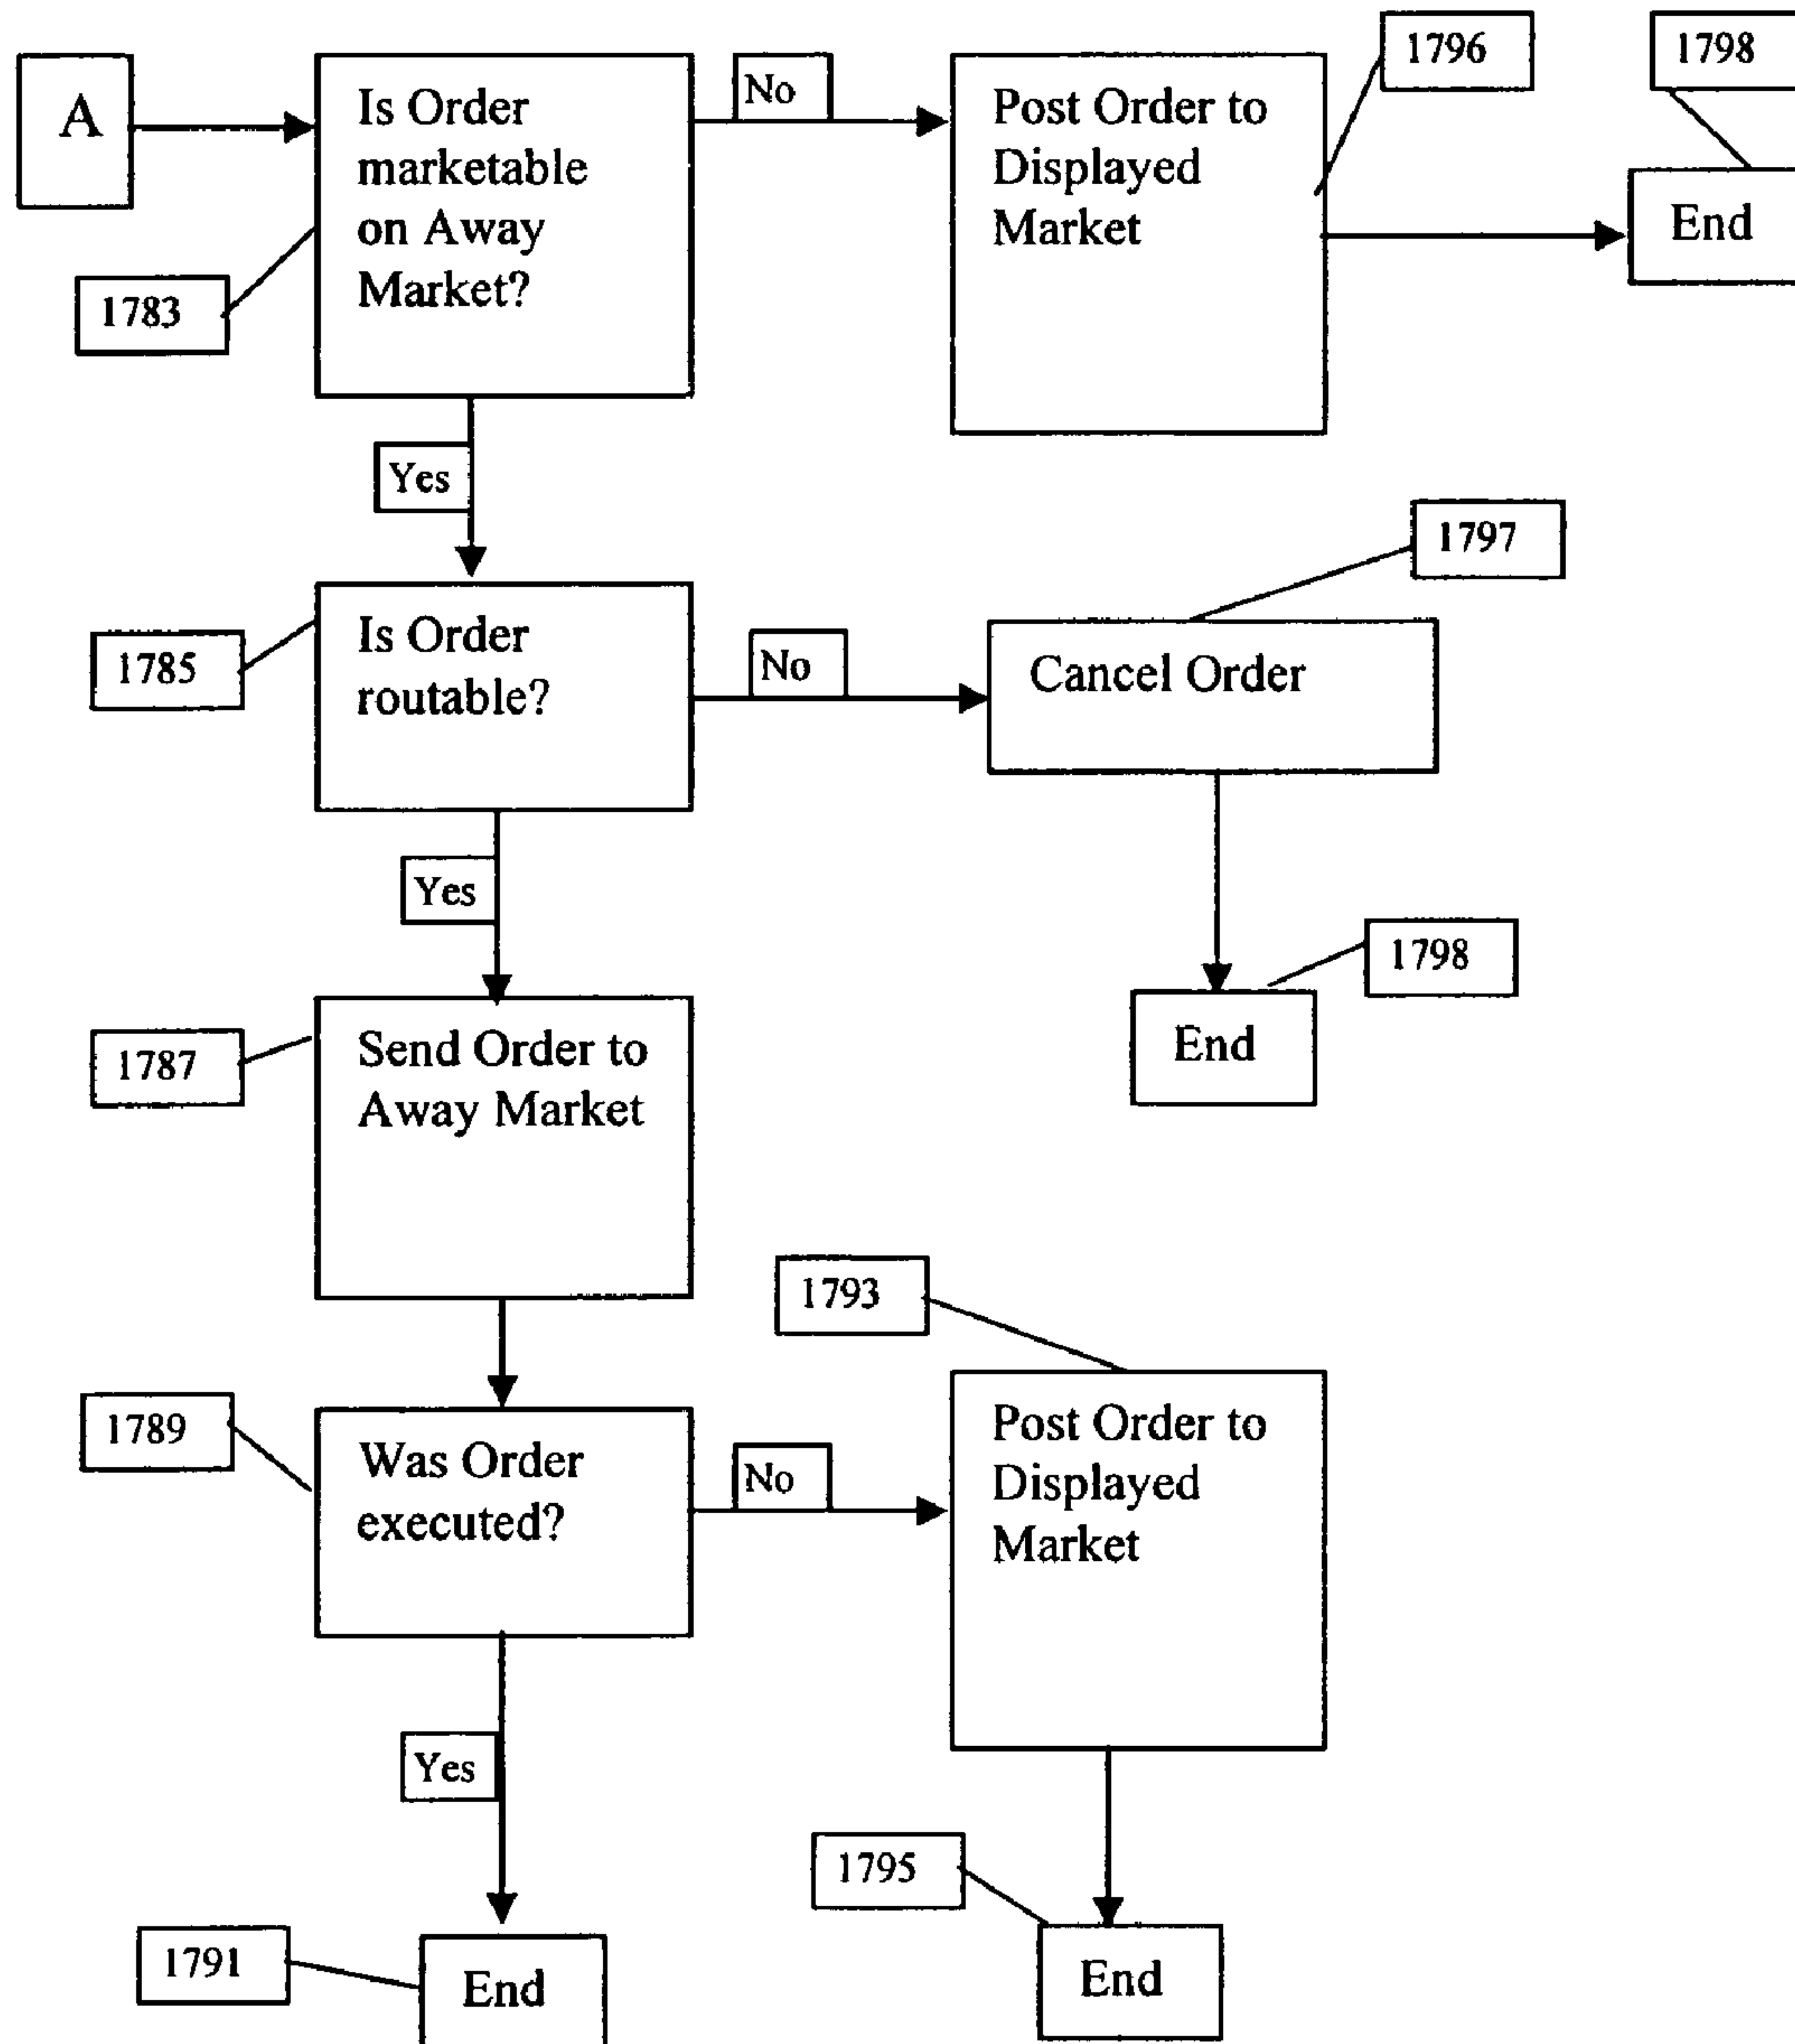 A
Is Order
marketable
on Away
Market?
No
Post Order to
Displayed
Market
1796
1798
End
1783
Yes
1797
Is Order
routable?
1785
No
Cancel Order
Yes
1798
End
Send Order to
Away Market
1787
1793
1789
Was Order
executed?
No
Post Order to
Displayed
Market
Yes
1795
1791
End
End